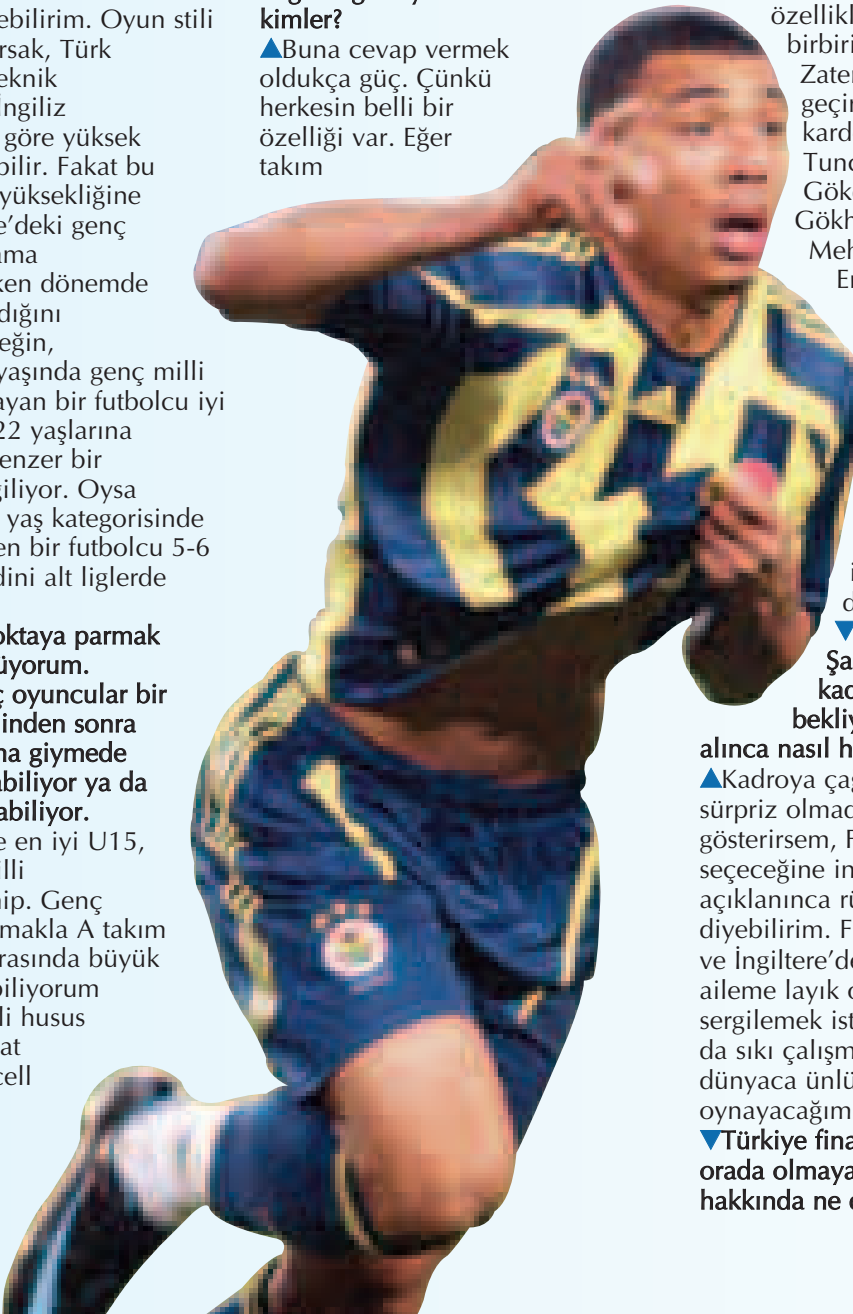 ebilirim. Oyun stili
rsak, Türk
eknik
İngiliz
göre yüksek
bilir. Fakat bu
yüksekliğine
e’deki genç
ama
ken dönemde
dığını
eğin,
yaşında genç milli
ayan bir futbolcu iyi
22 yaşlarına
enzer bir
giliyor. Oysa
yaş kategorisinde
en bir futbolcu 5-6
dini alt liglerde
oktaya parmak
üyorum.
ç oyuncular bir
inden sonra
na giymede
abiliyor ya da
abiliyor.
e en iyi U15,
illi
hip. Genç
makla A takım
rasında büyük
biliyorum
li husus
at
cell
kimler?
▲Buna cevap vermek
oldukça güç. Çünkü
herkesin belli bir
özelliği var. Eğer
takım
özellikl
birbiri
Zaten
geçir
kard
Tunc
Göke
Gökh
Meh
Er
i
d
▼
Şa
kad
bekliy
alınca nasıl h
▲Kadroya çağ
sürpriz olmad
gösterirsem, F
seçeceğine in
açıklanınca rü
diyebilirim. F
ve İngiltere’de
aileme layık o
sergilemek ist
da sıkı çalışm
dünyaca ünlü
oynayacağım
▼Türkiye fina
orada olmaya
hakkında ne d